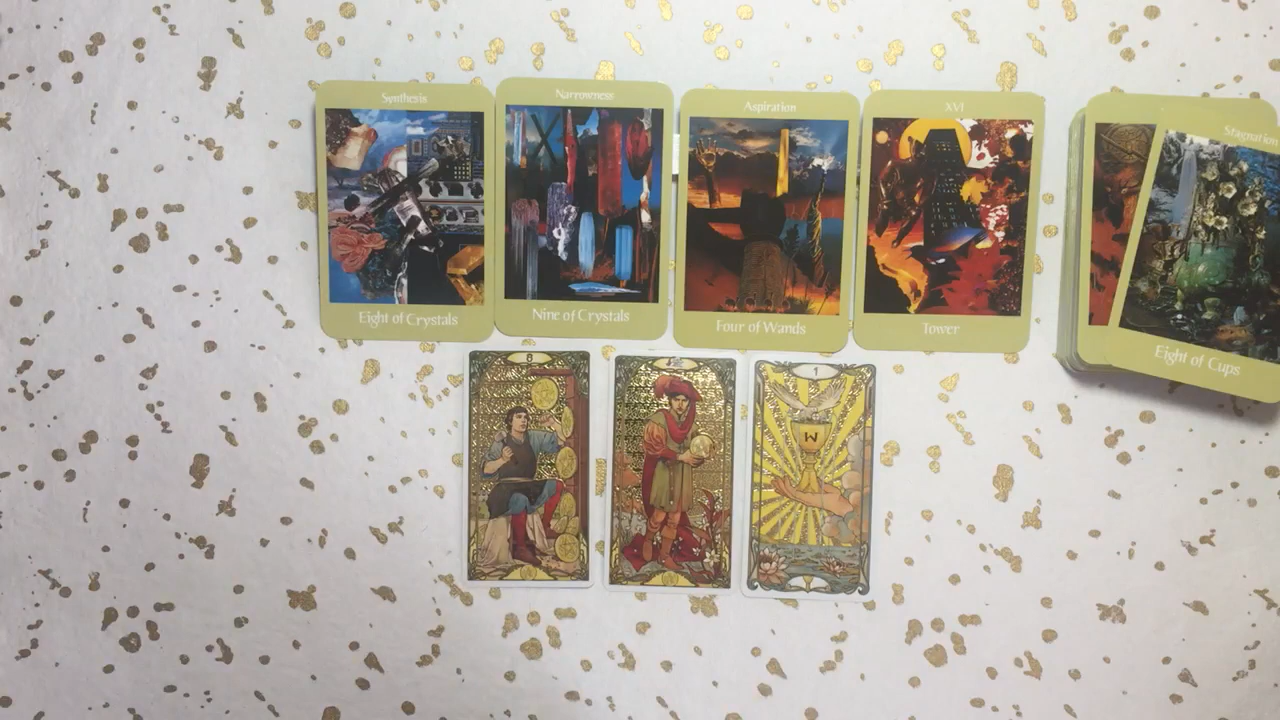 Synthesis
Eight of Crystals
Narrowness
Nine of Crystals
Aspiration
Four of Wands
XVI
Tower
Stagnation
Eight of Cups
8
1
W